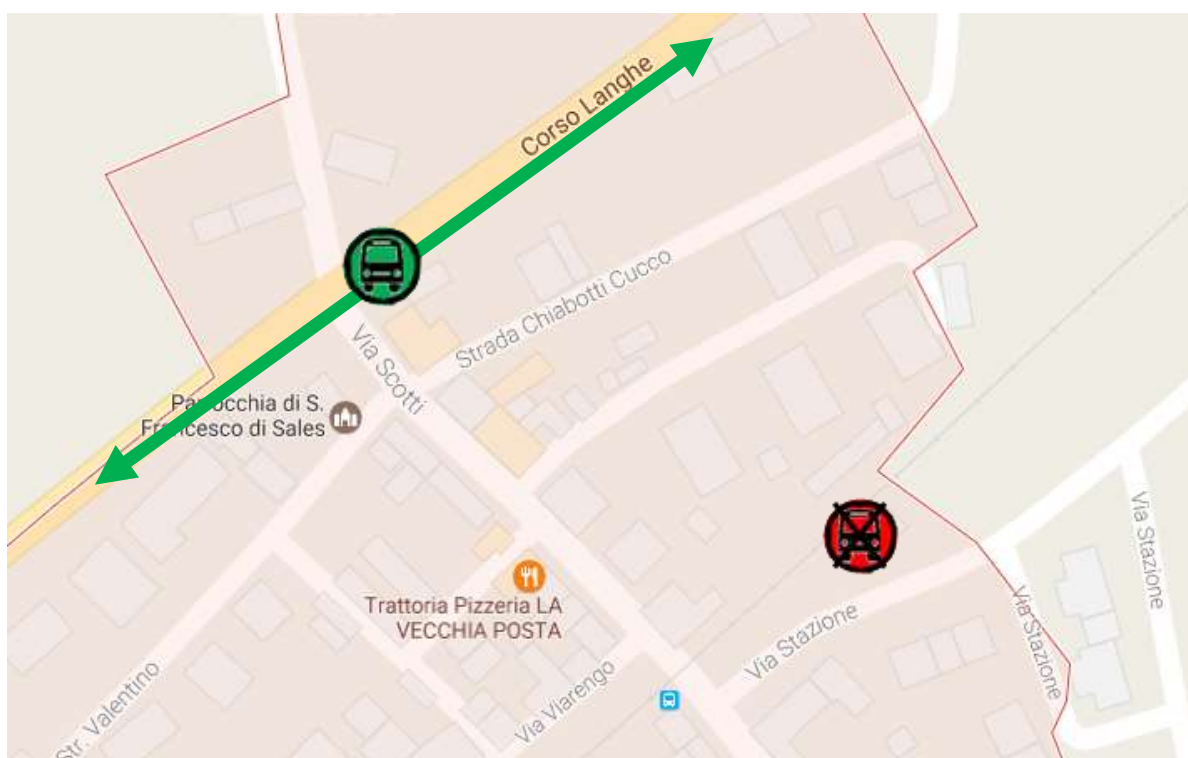 Corso Langhe
Strada Chiabotti Cucco
Via Scotti
Parrocchia di S.
Francesco di Sales
Via Stazione
Trattoria Pizzeria LA
VECCHIA POSTA
Via Stazione
Via Stazione
Str. Valentino
Via Viarengo